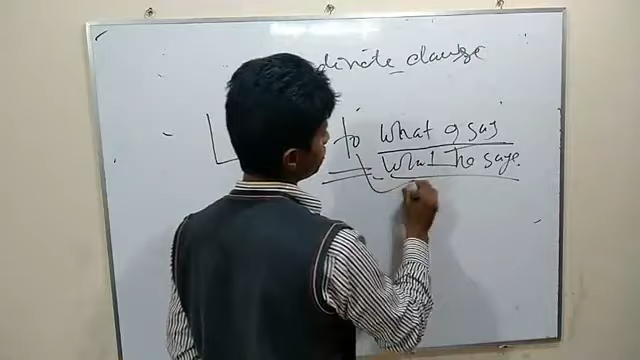 dinate clause
L to what I say
what he says.